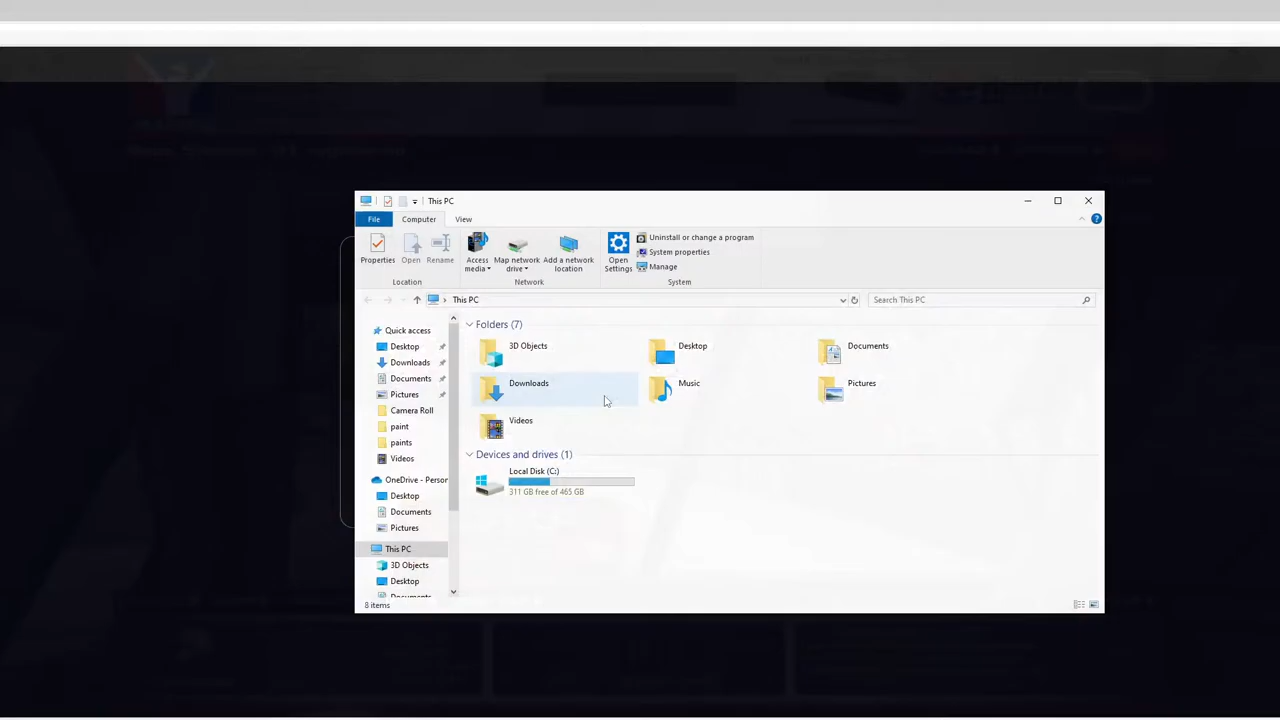 This PC
File Computer View
Properties Open Rename Access media Map network drive Add a network location Open Settings Uninstall or change a program
System properties
Manage
Location Network System
This PC Search This PC
Quick access
Desktop
Downloads
Documents
Pictures
Camera Roll
paint
paints
Videos
OneDrive - Person
Desktop
Documents
Pictures
This PC
3D Objects
Desktop
Documents
Folders (7)
3D Objects Desktop Documents
Downloads Music Pictures
Videos
Devices and drives (1)
Local Disk (C:)
311 GB free of 465 GB
8 items